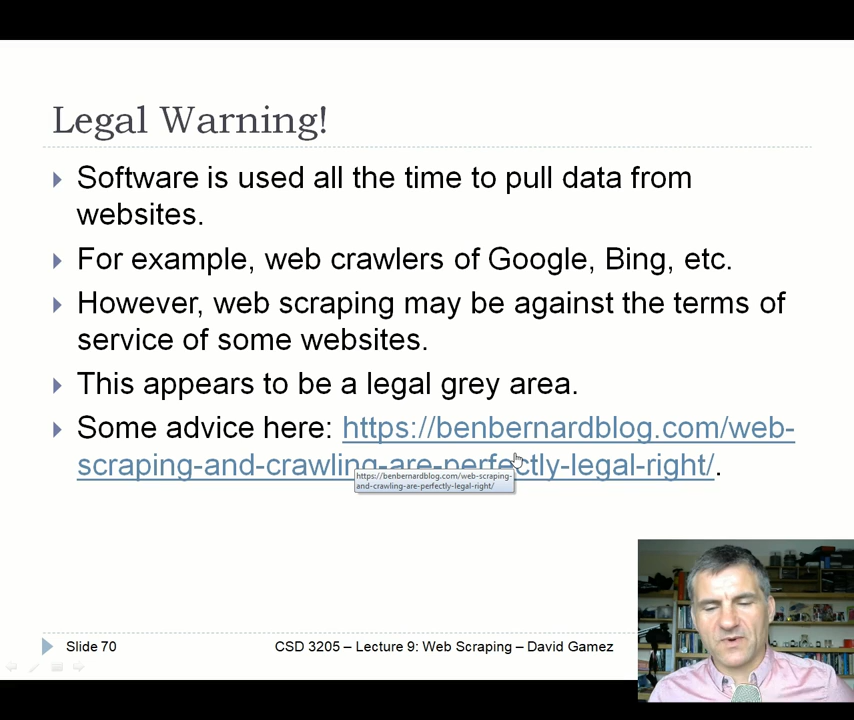 Legal Warning!
Software is used all the time to pull data from
websites.
For example, web crawlers of Google, Bing, etc.
However, web scraping may be against the terms of
service of some websites.
This appears to be a legal grey area.
Some advice here: https://benbernardblog.com/web-
scraping-and-crawling-are-perfectly-legal-right/.
https://benbernardblog.com/web-scraping-
and-crawling-are-perfectly-legal-right/
Slide 70
CSD 3205 – Lecture 9: Web Scraping – David Gamez